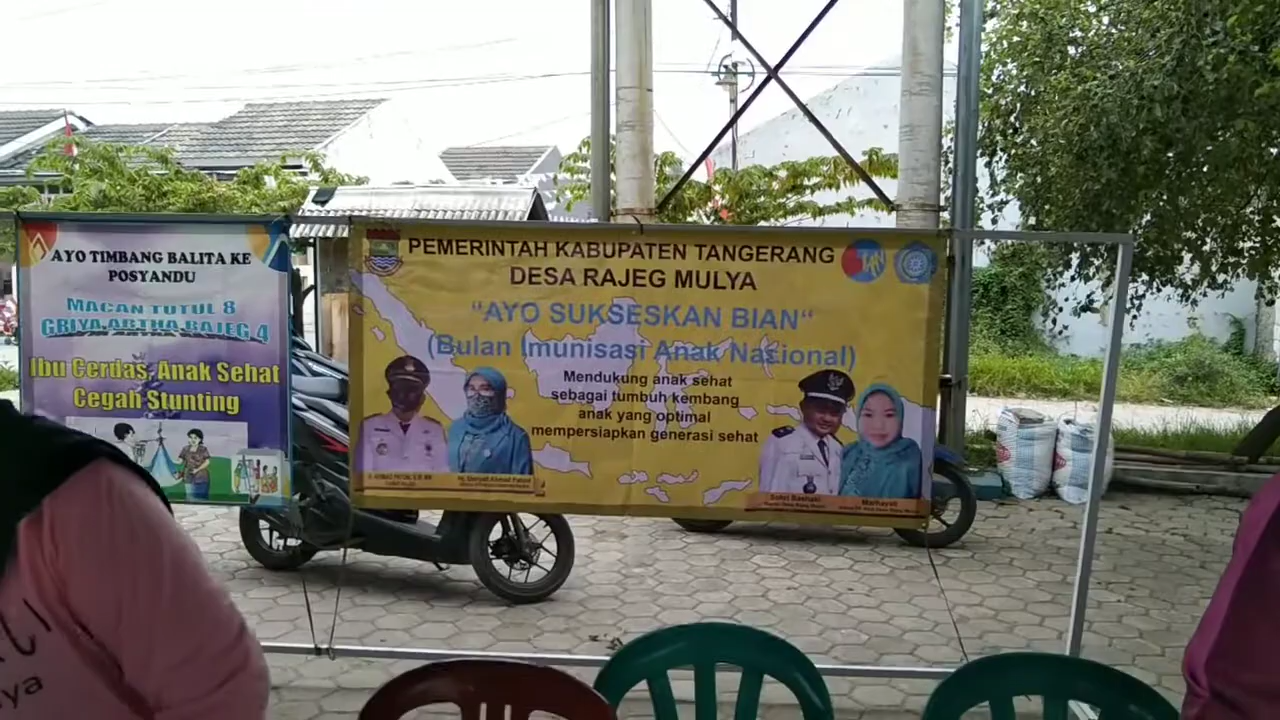 AYO TIMBANG BALITA KE
POSYANDU
MACAN TUTUL 8
GRIYA ARTHA RAJEG 4
Ibu Cerdas, Anak Sehat
Cegah Stunting
PEMERINTAH KABUPATEN TANGERANG
DESA RAJEG MULYA
"AYO SUKSESKAN BIAN"
(Bulan Imunisasi Anak Nasional)
Mendukung anak sehat
sebagai tumbuh kembang
anak yang optimal
mempersiapkan generasi sehat